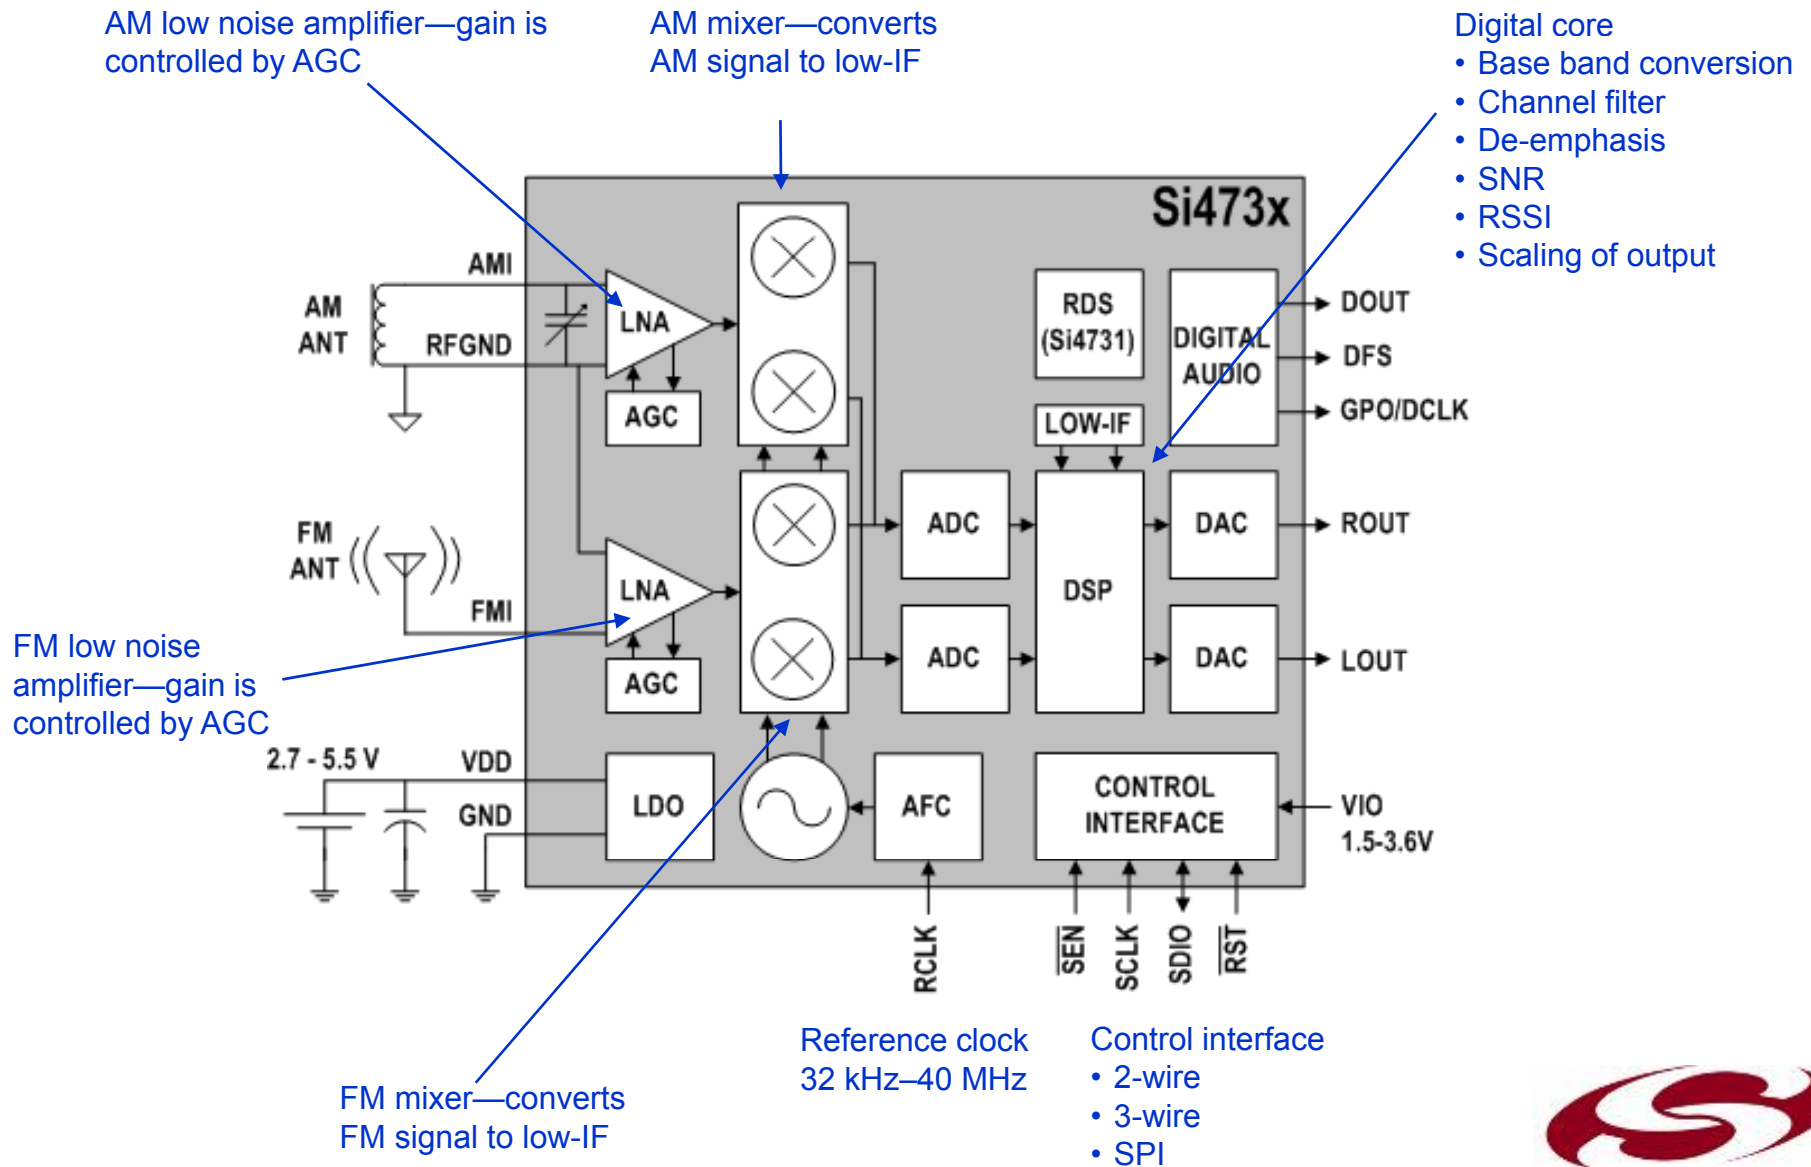 AM low noise amplifier—gain is
controlled by AGC
AM mixer—converts
AM signal to low-IF
Digital core
• Base band conversion
• Channel filter
• De-emphasis
• SNR
• RSSI
• Scaling of output
Si473x
AMI
AM
ANT
RFGND
LNA
AGC
RDS
(Si4731)
DIGITAL
AUDIO
DOUT
DFS
GPO/DCLK
LOW-IF
FM
ANT
FMI
LNA
AGC
ADC
ADC
DSP
DAC
DAC
ROUT
LOUT
FM low noise
amplifier—gain is
controlled by AGC
2.7 - 5.5 V
VDD
GND
LDO
AFC
CONTROL
INTERFACE
VIO
1.5-3.6V
RCLK
SEN
SCLK
SDIO
RST
Reference clock
32 kHz–40 MHz
Control interface
• 2-wire
• 3-wire
• SPI
FM mixer—converts
FM signal to low-IF